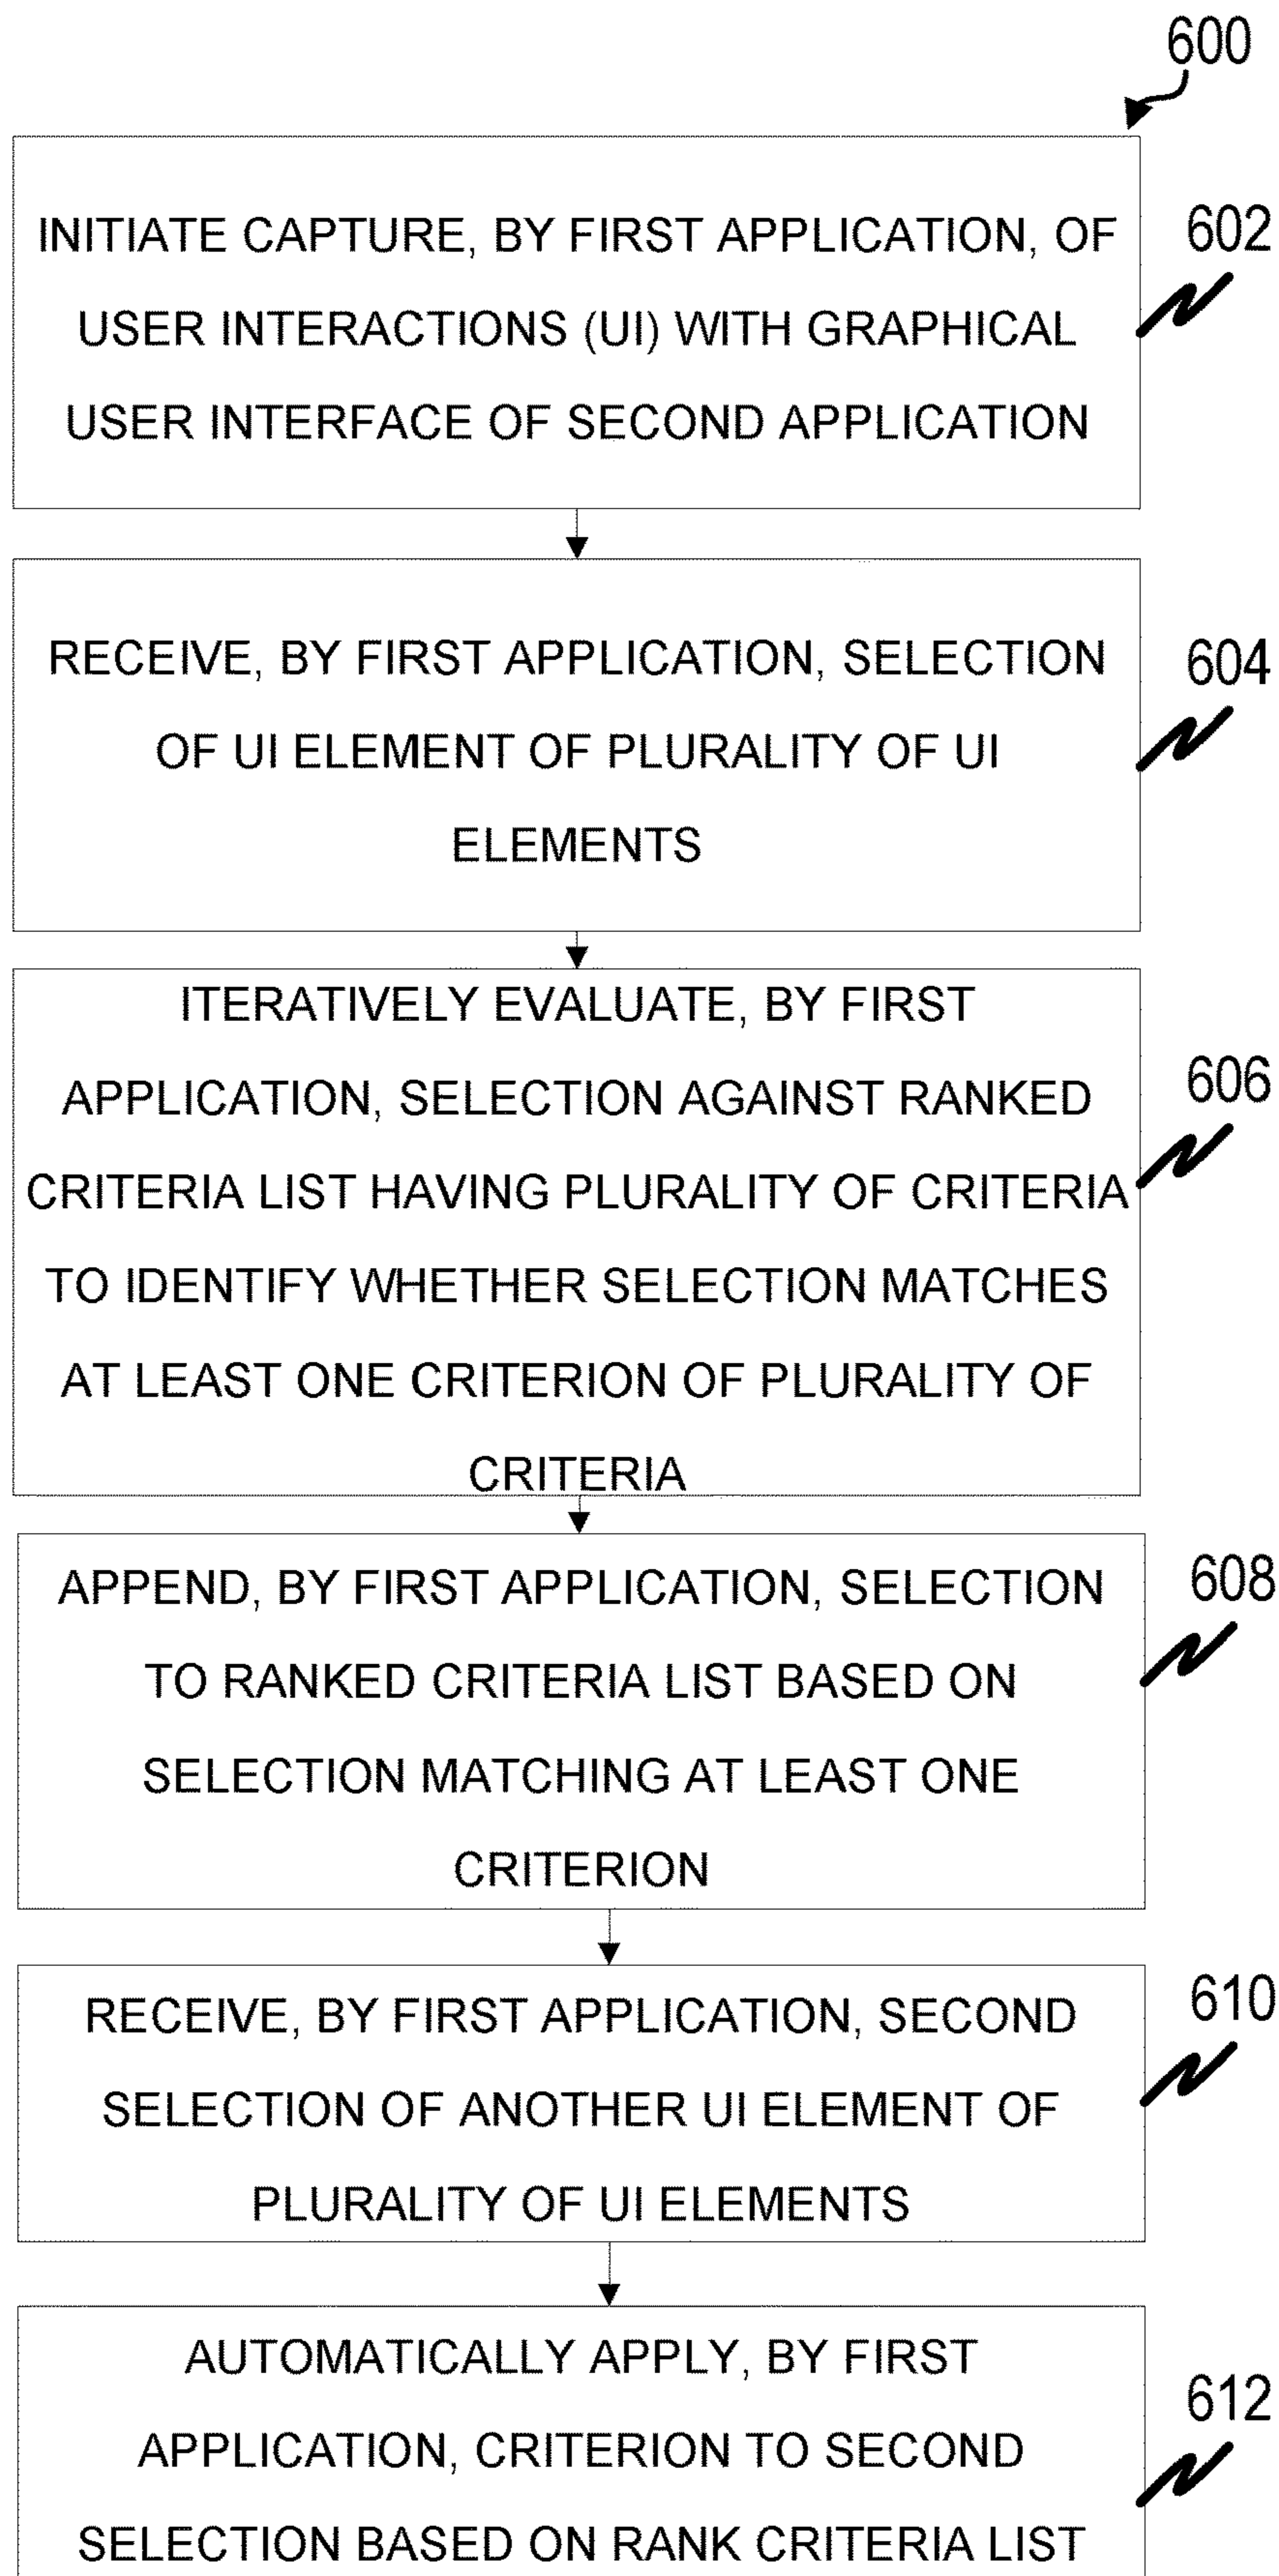 600
INITIATE CAPTURE, BY FIRST APPLICATION, OF
USER INTERACTIONS (UI) WITH GRAPHICAL
USER INTERFACE OF SECOND APPLICATION
602
RECEIVE, BY FIRST APPLICATION, SELECTION
OF UI ELEMENT OF PLURALITY OF UI
ELEMENTS
604
ITERATIVELY EVALUATE, BY FIRST
APPLICATION, SELECTION AGAINST RANKED
CRITERIA LIST HAVING PLURALITY OF CRITERIA
TO IDENTIFY WHETHER SELECTION MATCHES
AT LEAST ONE CRITERION OF PLURALITY OF
CRITERIA
606
APPEND, BY FIRST APPLICATION, SELECTION
TO RANKED CRITERIA LIST BASED ON
SELECTION MATCHING AT LEAST ONE
CRITERION
608
RECEIVE, BY FIRST APPLICATION, SECOND
SELECTION OF ANOTHER UI ELEMENT OF
PLURALITY OF UI ELEMENTS
610
AUTOMATICALLY APPLY, BY FIRST
APPLICATION, CRITERION TO SECOND
SELECTION BASED ON RANK CRITERIA LIST
612